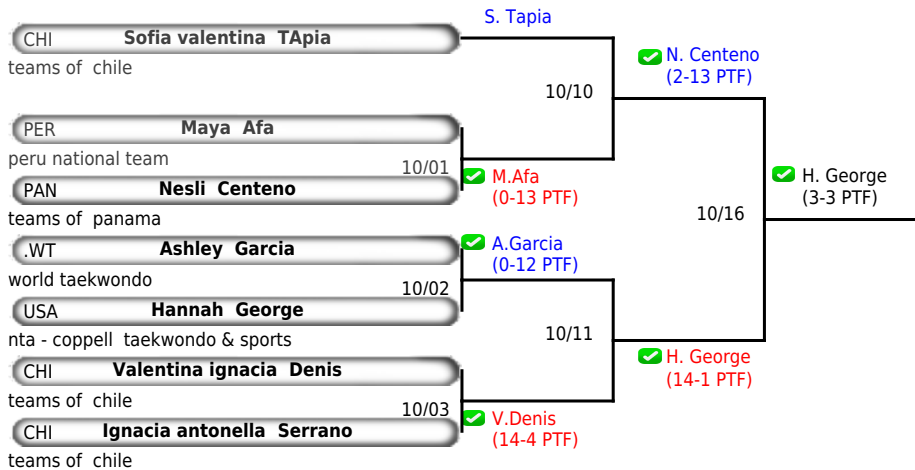 S. Tapia
CHI Sofia valentina TApia
teams of chile
N. Centeno
(2-13 PTF)
10/10
PER Maya Afa
peru national team
10/01
M.Afa
(0-13 PTF)
H. George
(3-3 PTF)
PAN Nesli Centeno
teams of panama
10/16
.WT Ashley Garcia
A.Garcia
(0-12 PTF)
world taekwondo
10/02
USA Hannah George
nta - coppell taekwondo & sports
10/11
H. George
(14-1 PTF)
CHI Valentina ignacia Denis
teams of chile
10/03
V.Denis
(14-4 PTF)
CHI Ignacia antonella Serrano
teams of chile